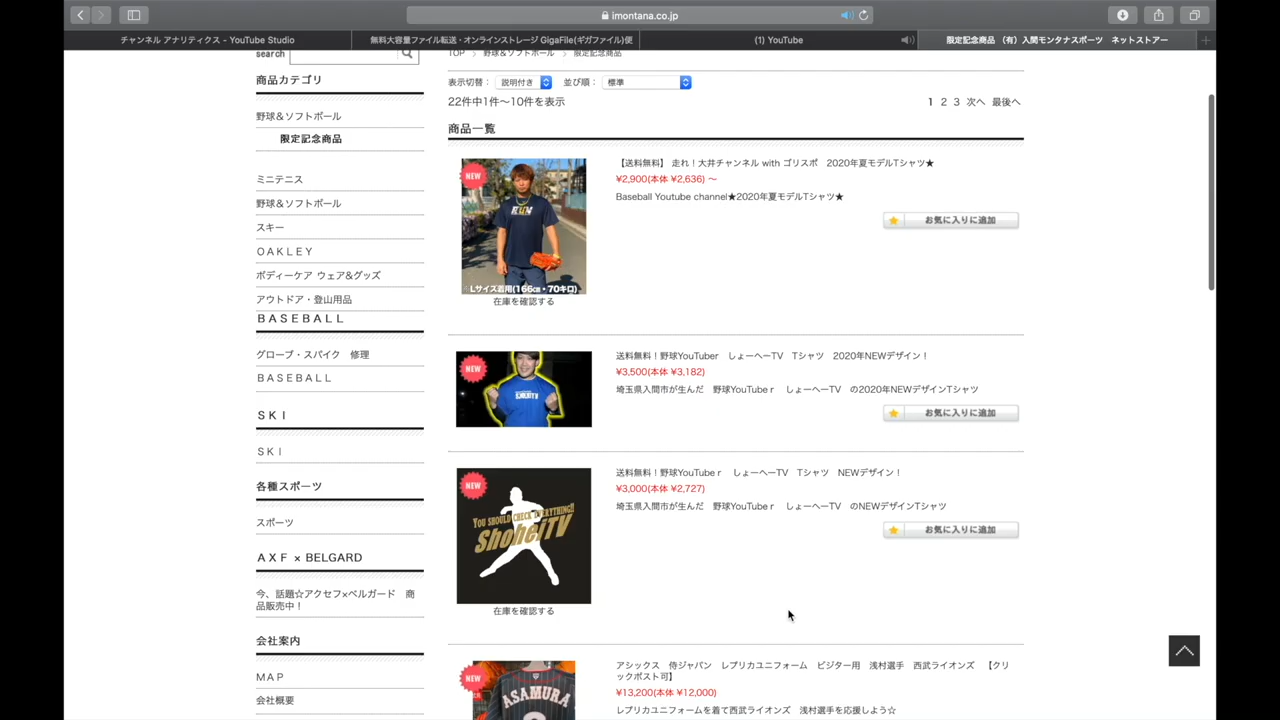 imontana.co.jp
チャンネル アナリティクス - YouTube Studio
無料大容量ファイル転送・オンラインストレージ GigaFile(ギガファイル)便
(1) YouTube
限定記念商品 （有）入間モンタナスポーツ ネットストアー
search
TOP > 野球&ソフトボール > 限定記念商品
商品カテゴリ
野球＆ソフトボール
限定記念商品
ミニテニス
野球＆ソフトボール
スキー
ＯＡＫＬＥＹ
ボディーケア ウェア&グッズ
アウトドア・登山用品
ＢＡＳＥＢＡＬＬ
グローブ・スパイク　修理
ＢＡＳＥＢＡＬＬ
ＳＫＩ
ＳＫＩ
各種スポーツ
スポーツ
ＡＸＦ × BELGARD
今、話題☆アクセフ×ベルガード　商
品販売中！
会社案内
ＭＡＰ
会社概要
表示切替： 説明付き 並び順： 標準
22件中1件〜10件を表示
1 2 3 次へ 最後へ
商品一覧
NEW
Lサイズ着用(166㎝・70キロ)
在庫を確認する
【送料無料】 走れ！大井チャンネル with ゴリスポ　2020年夏モデルTシャツ★
¥2,900(本体 ¥2,636) 〜
Baseball Youtube channel★2020年夏モデルTシャツ★
お気に入りに追加
NEW
送料無料！野球YouTuber　しょーへーTV　Tシャツ　2020年NEWデザイン！
¥3,500(本体 ¥3,182)
埼玉県入間市が生んだ　野球YouTubeｒ　しょーへーTV　の2020年NEWデザインTシャツ
お気に入りに追加
NEW
YOU SHOULD CHECK EVERYTHING!!
ShoheiTV
在庫を確認する
送料無料！野球YouTubeｒ　しょーへーTV　Tシャツ　NEWデザイン！
¥3,000(本体 ¥2,727)
埼玉県入間市が生んだ　野球YouTubeｒ　しょーへーTV　のNEWデザインTシャツ
お気に入りに追加
NEW
ASAMURA
アシックス　侍ジャパン　レプリカユニフォーム　ビジター用　浅村選手　西武ライオンズ　【クリ
ックポスト可】
¥13,200(本体 ¥12,000)
レプリカユニフォームを着て西武ライオンズ　浅村選手を応援しよう☆